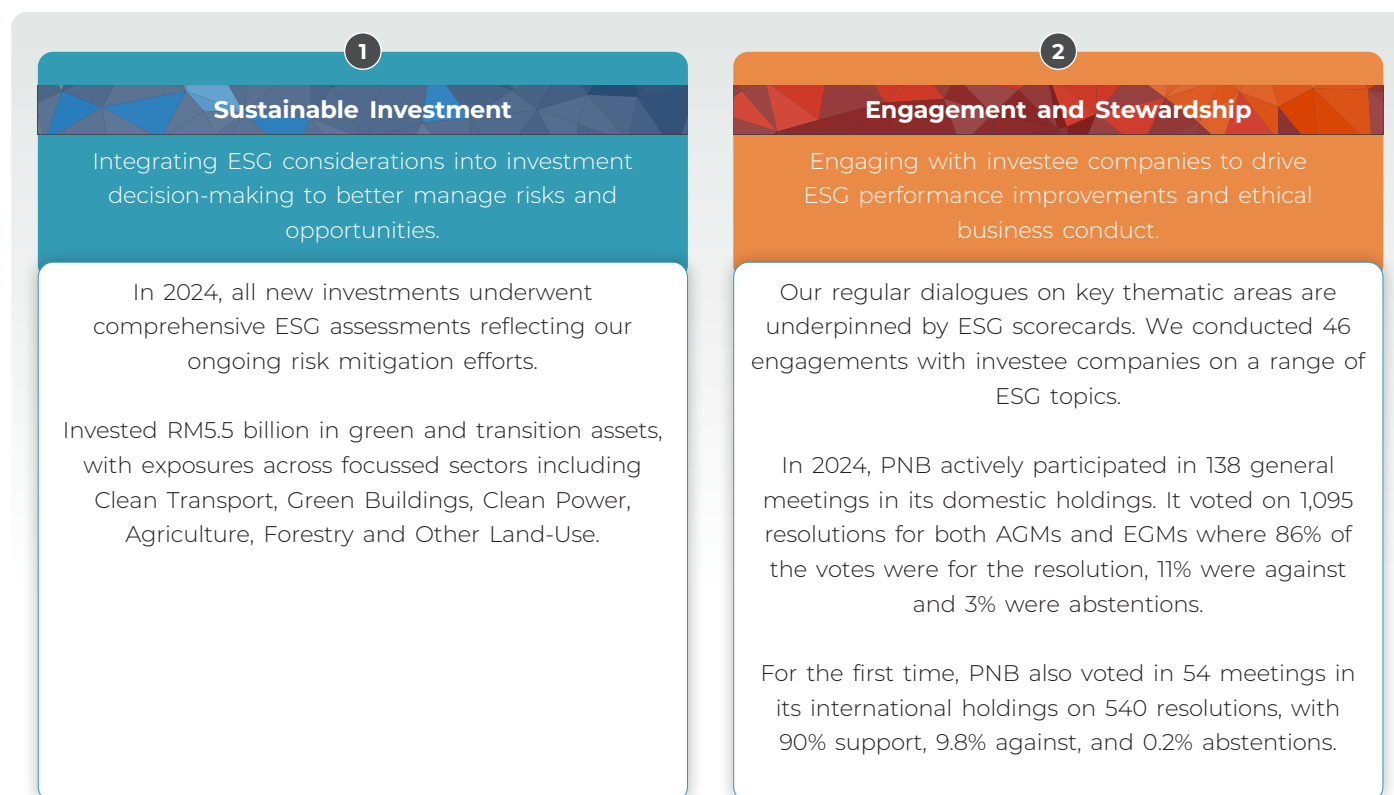 1
Sustainable Investment
Integrating ESG considerations into investment
decision-making to better manage risks and
opportunities.
In 2024, all new investments underwent
comprehensive ESG assessments reflecting our
ongoing risk mitigation efforts.
Invested RM5.5 billion in green and transition assets,
with exposures across focussed sectors including
Clean Transport, Green Buildings, Clean Power,
Agriculture, Forestry and Other Land-Use.
2
Engagement and Stewardship
Engaging with investee companies to drive
ESG performance improvements and ethical
business conduct.
Our regular dialogues on key thematic areas are
underpinned by ESG scorecards. We conducted 46
engagements with investee companies on a range of
ESG topics.
In 2024, PNB actively participated in 138 general
meetings in its domestic holdings. It voted on 1,095
resolutions for both AGMs and EGMs where 86% of
the votes were for the resolution, 11% were against
and 3% were abstentions.
For the first time, PNB also voted in 54 meetings in
its international holdings on 540 resolutions, with
90% support, 9.8% against, and 0.2% abstentions.